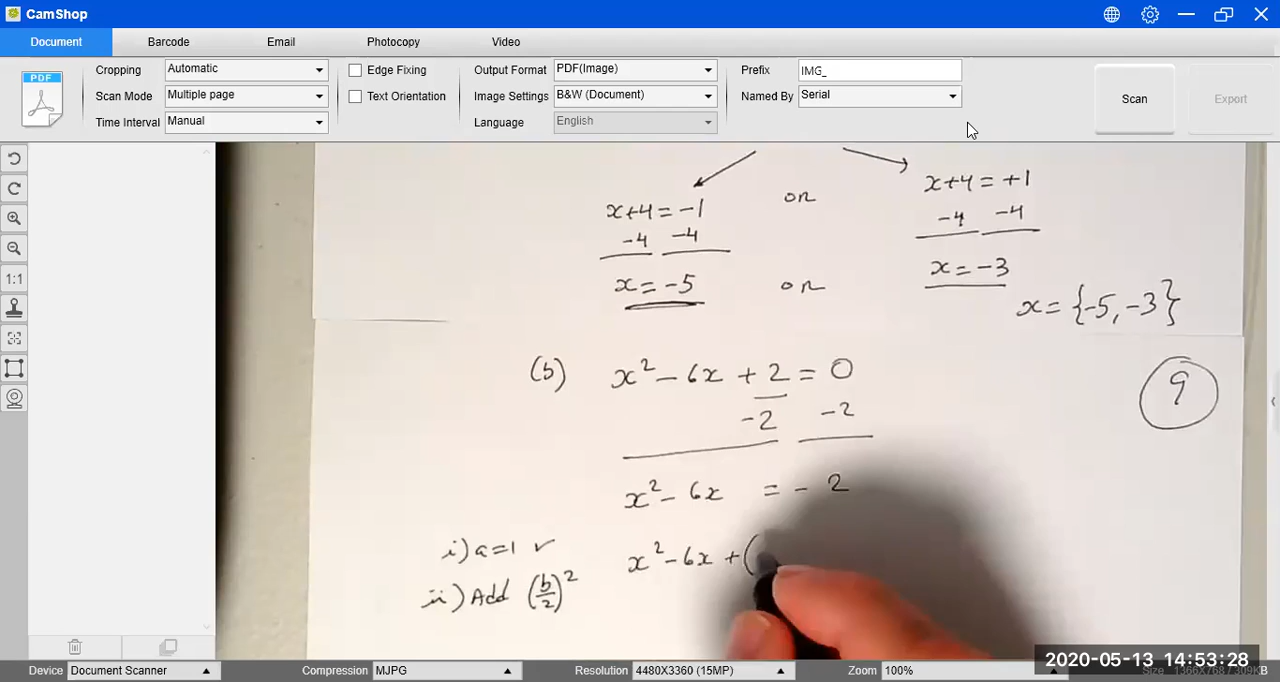 CamShop
Document Barcode Email Photocopy Video
PDF
Cropping Automatic
Scan Mode Multiple page
Time Interval Manual
Edge Fixing
Text Orientation
Output Format PDF(Image)
Image Settings B&W (Document)
Language English
Prefix IMG_
Named By Serial
Scan
Export
1:1
x+4 = -1 or x+4 = +1
-4 -4 -4 -4
x = -5 or x = -3
x = {-5, -3}
(b) x² - 6x + 2 = 0
9
-2 -2
x² - 6x = - 2
i) a=1 ✓ x² - 6x + (
ii) Add (b/2)²
2020-05-13 14:53:28
Device Document Scanner Compression MJPG Resolution 4480X3360 (15MP) Zoom 100%